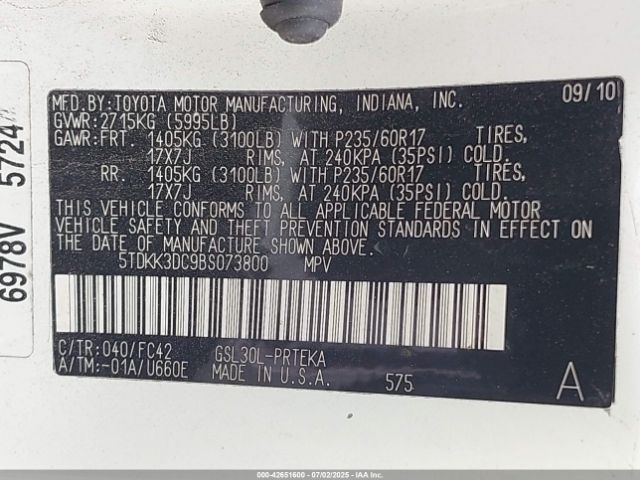 6978V 5724
MFD.BY:TOYOTA MOTOR MANUFACTURING, INDIANA, INC. 09/10
GVWR:2715KG (5995LB)
GAWR:FRT. 1405KG (3100LB) WITH P235/60R17 TIRES,
17X7J RIMS, AT 240KPA (35PSI) COLD.
RR. 1405KG (3100LB) WITH P235/60R17 TIRES,
17X7J RIMS, AT 240KPA (35PSI) COLD.
THIS VEHICLE CONFORMS TO ALL APPLICABLE FEDERAL MOTOR
VEHICLE SAFETY AND THEFT PREVENTION STANDARDS IN EFFECT ON
THE DATE OF MANUFACTURE SHOWN ABOVE.
5TDKK3DC9BS073800 MPV
C/TR:040/FC42 GSL30L-PRTEKA
A/TM:-01A/U660E MADE IN U.S.A. 575 A
000-42651600 - 07/02/2025 - IAA Inc.